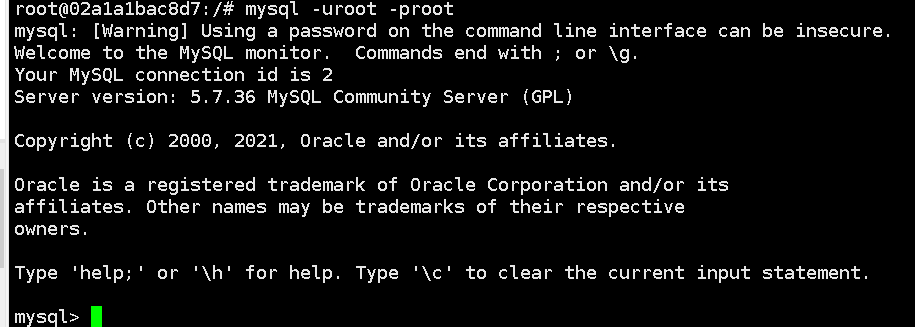 root@02a1a1bac8d7:/# mysql -uroot -proot
mysql: [Warning] Using a password on the command line interface can be insecure.
Welcome to the MySQL monitor.  Commands end with ; or \g.
Your MySQL connection id is 2
Server version: 5.7.36 MySQL Community Server (GPL)
Copyright (c) 2000, 2021, Oracle and/or its affiliates.
Oracle is a registered trademark of Oracle Corporation and/or its
affiliates. Other names may be trademarks of their respective
owners.
Type 'help;' or '\h' for help. Type '\c' to clear the current input statement.
mysql>